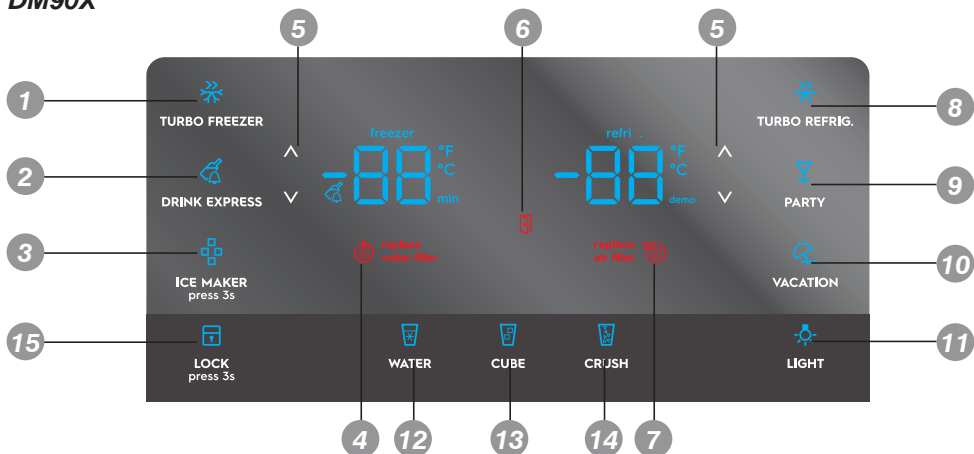 DM90X
5
6
5
1
TURBO FREEZER
freezer
-88
°F
°C
min
refri .
-88
°F
°C
demo
TURBO REFRIG.
8
2
DRINK EXPRESS
PARTY
9
3
ICE MAKER
press 3s
replace
water filter
replace
air filter
VACATION
10
15
LOCK
press 3s
WATER
CUBE
CRUSH
LIGHT
11
4
12
13
14
7